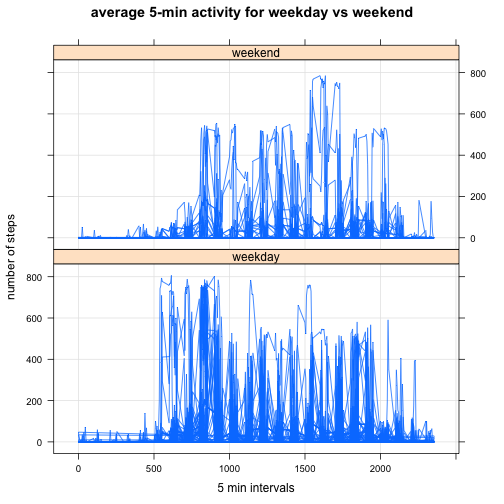 average 5-min activity for weekday vs weekend
weekend
800
600
400
200
0
weekday
800
600
400
200
0
number of steps
0 500 1000 1500 2000
5 min intervals